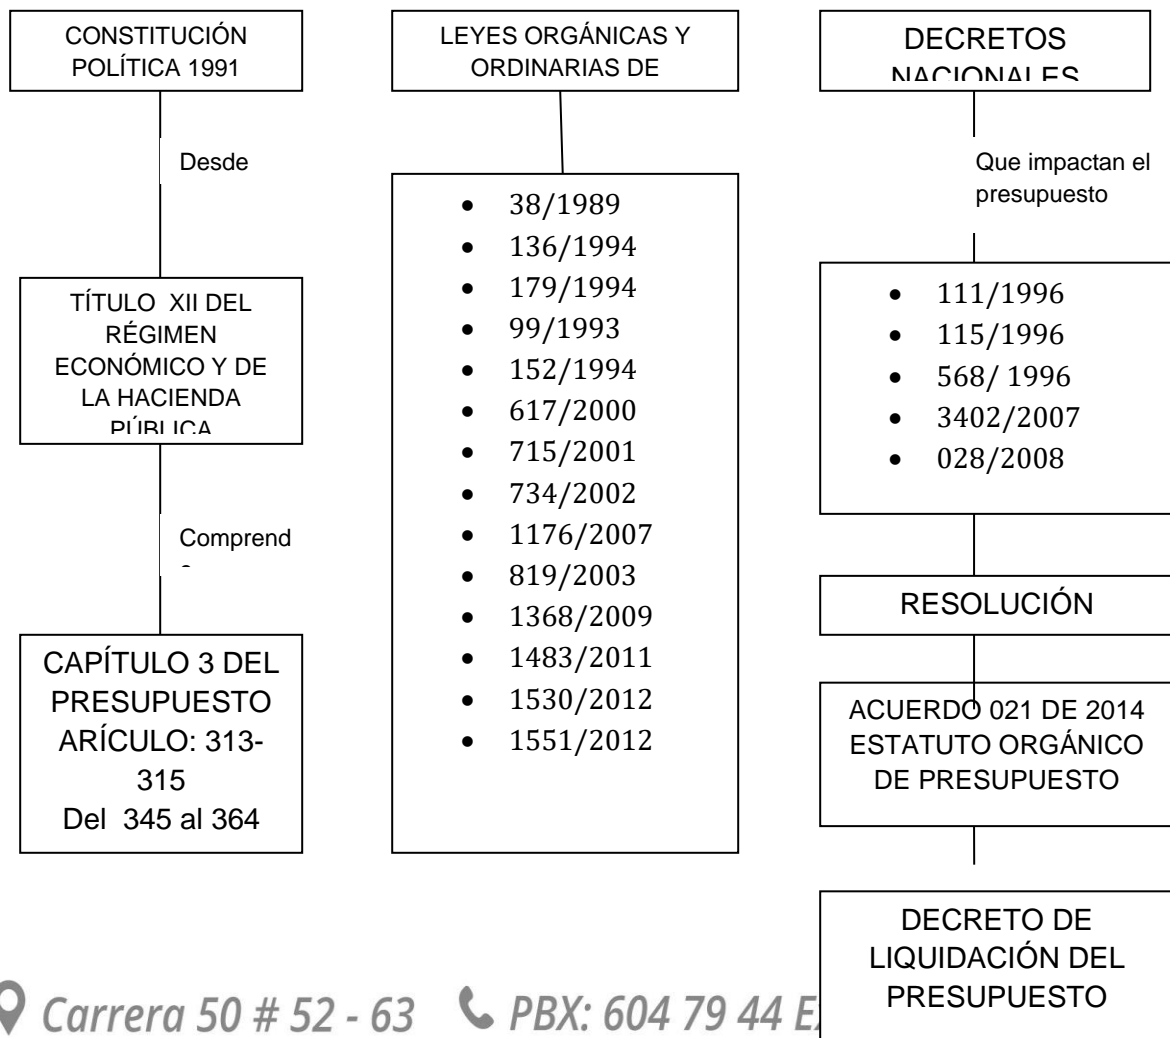 CONSTITUCIÓN
POLÍTICA 1991
Desde
TÍTULO XII DEL
RÉGIMEN
ECONÓMICO Y DE
LA HACIENDA
PÚBLICA
Comprend
CAPÍTULO 3 DEL
PRESUPUESTO
ARÍCULO: 313-
315
Del 345 al 364
LEYES ORGÁNICAS Y
ORDINARIAS DE
• 38/1989
• 136/1994
• 179/1994
• 99/1993
• 152/1994
• 617/2000
• 715/2001
• 734/2002
• 1176/2007
• 819/2003
• 1368/2009
• 1483/2011
• 1530/2012
• 1551/2012
DECRETOS
NACIONALES
Que impactan el
presupuesto
• 111/1996
• 115/1996
• 568/ 1996
• 3402/2007
• 028/2008
RESOLUCIÓN
ACUERDO 021 DE 2014
ESTATUTO ORGÁNICO
DE PRESUPUESTO
DECRETO DE
LIQUIDACIÓN DEL
PRESUPUESTO
Carrera 50 # 52 - 63 PBX: 604 79 44